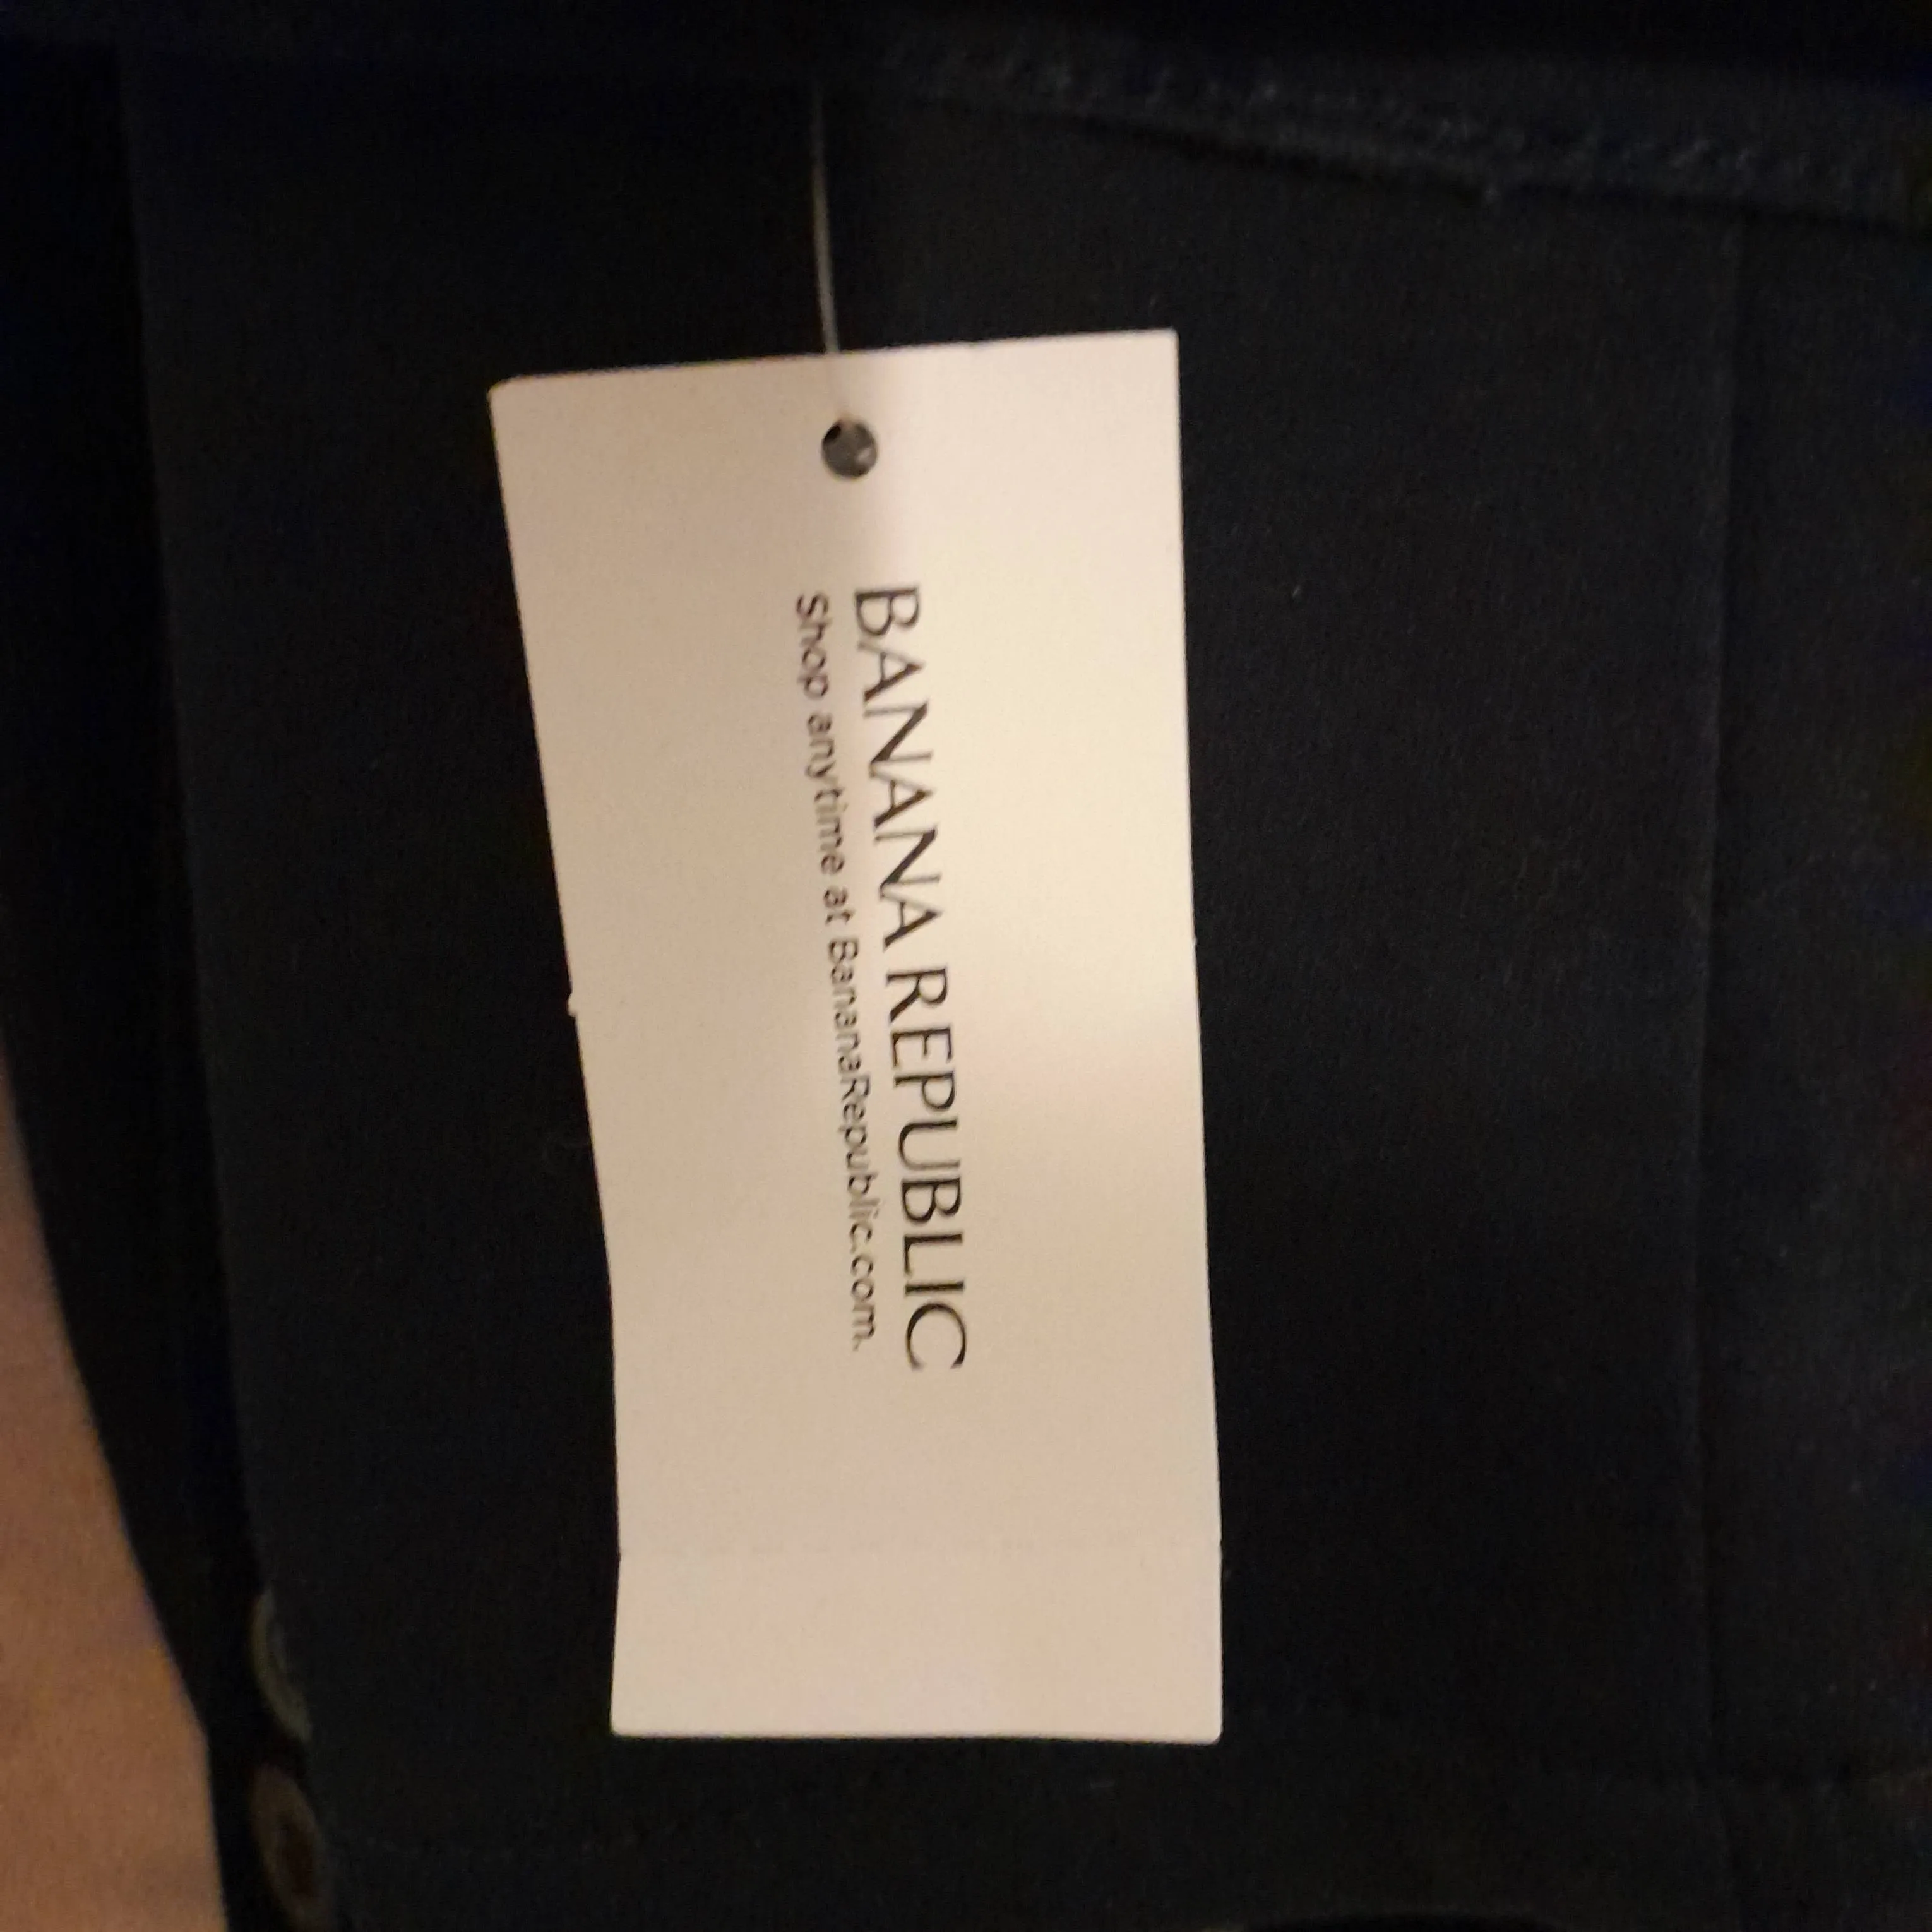 BANANA REPUBLIC
Shop anytime at BananaRepublic.com.